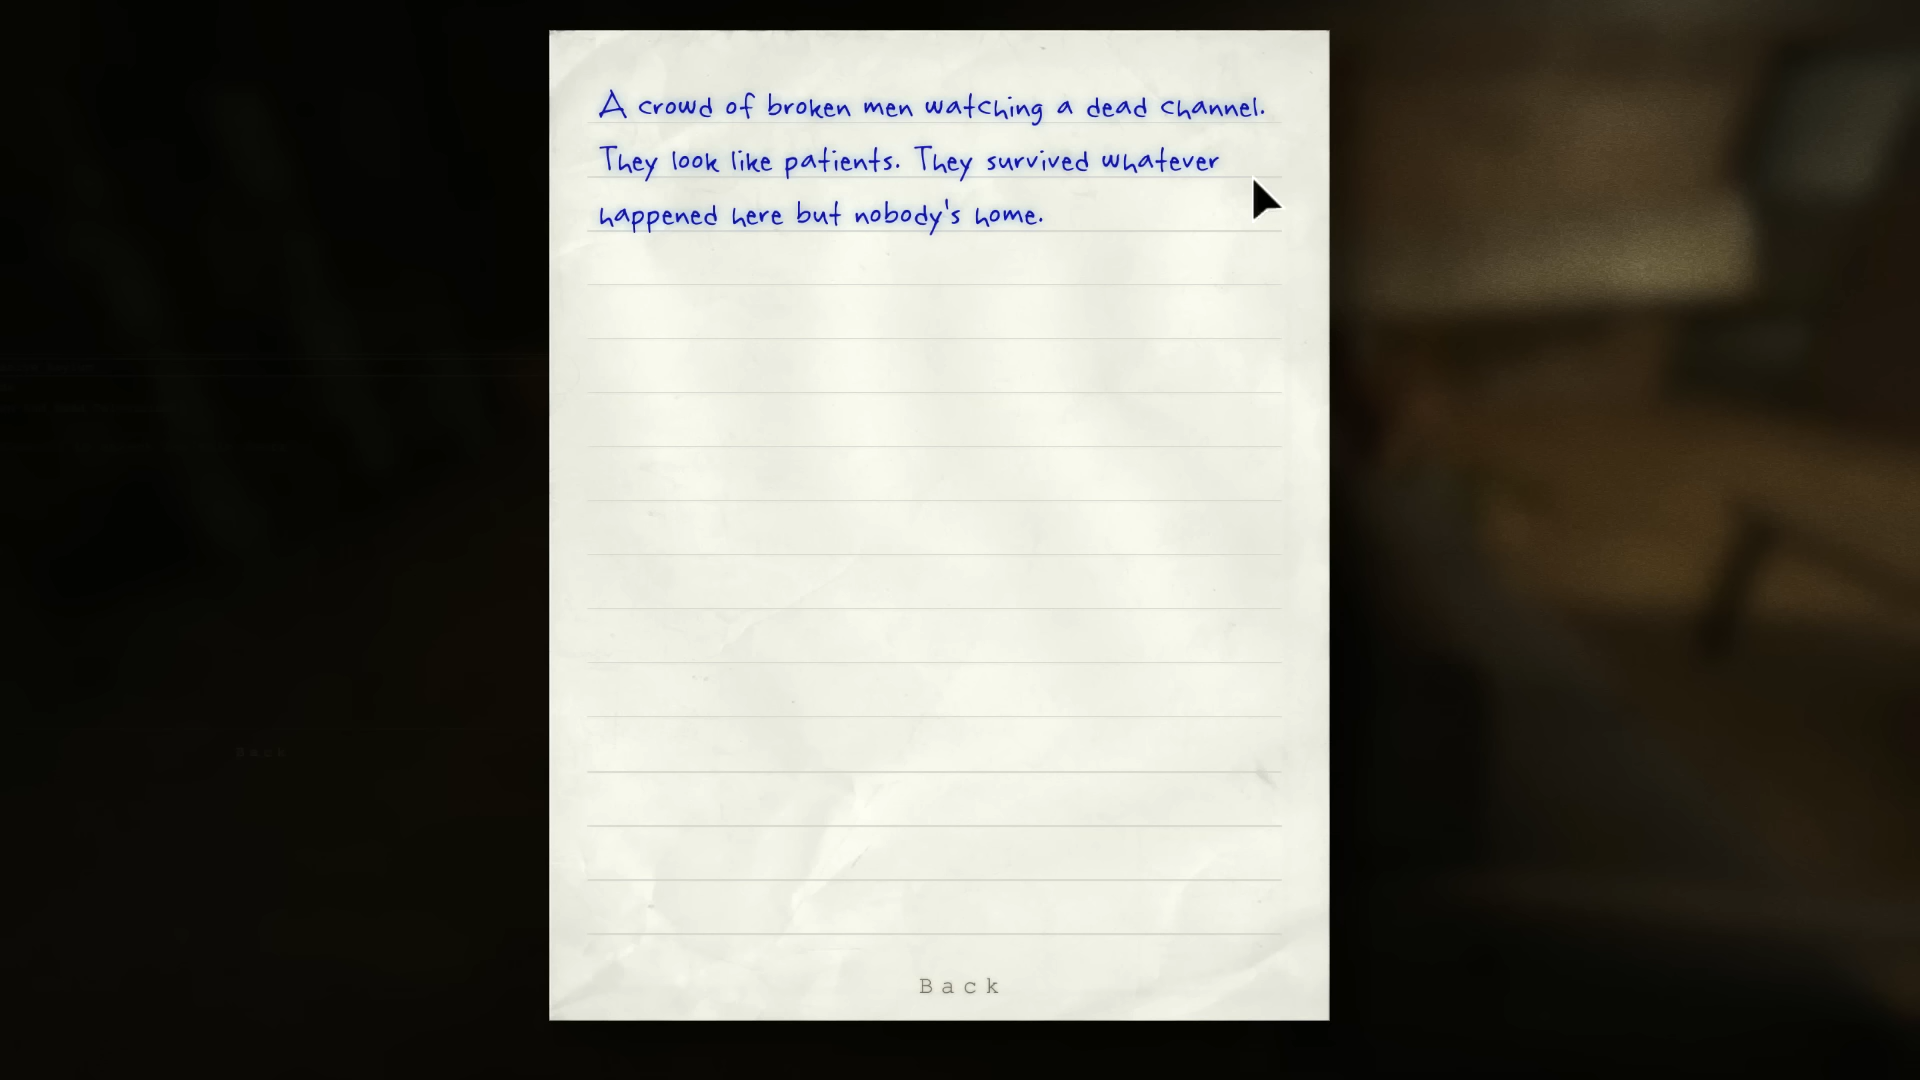 A crowd of broken men watching a dead channel.
They look like patients. They survived whatever
happened here but nobody's home.
Back
Back